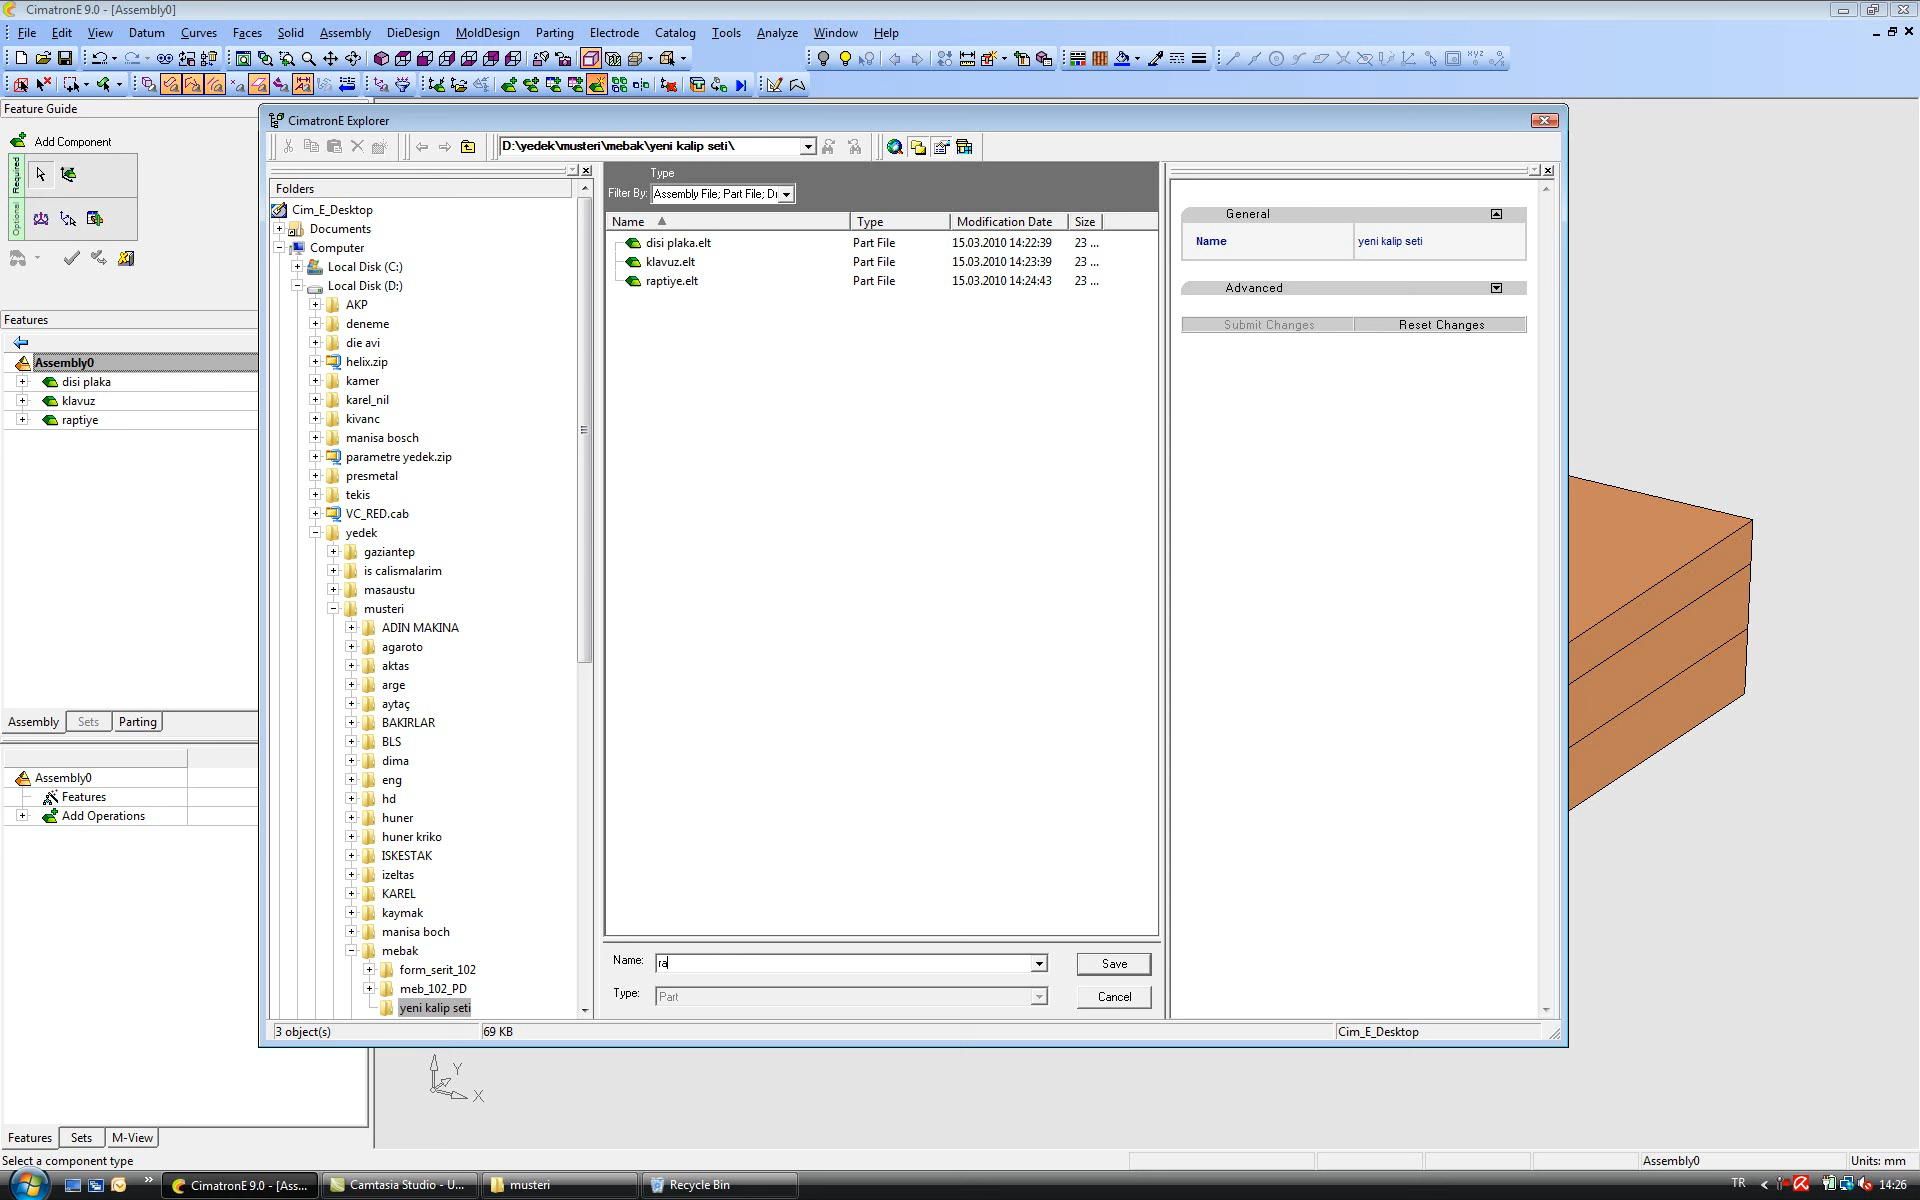 CimatronE 9.0 - [Assembly0]
File Edit View Datum Curves Faces Solid Assembly DieDesign MoldDesign Parting Electrode Catalog Tools Analyze Window Help
Feature Guide
Add Component
Required
Optional
Features
Assembly0
disi plaka
klavuz
raptiye
Assembly Sets Parting
Assembly0
Features
Add Operations
Features Sets M-View
Select a component type
CimatronE Explorer
D:\yedek\musteri\mebak\yeni kalip seti\
Folders
Cim_E_Desktop
Documents
Computer
Local Disk (C:)
Local Disk (D:)
AKP
deneme
die avi
helix.zip
kamer
karel_nil
kivanc
manisa bosch
parametre yedek.zip
presmetal
tekis
VC_RED.cab
yedek
gaziantep
is calismalarim
masaustu
musteri
ADIN MAKINA
agaroto
aktas
arge
aytaç
BAKIRLAR
BLS
dima
eng
hd
huner
huner kriko
ISKESTAK
izeltas
KAREL
kaymak
manisa boch
mebak
form_serit_102
meb_102_PD
yeni kalip seti
Type
Filter By: Assembly File; Part File; Di
Name Type Modification Date Size
disi plaka.elt Part File 15.03.2010 14:22:39 23 ...
klavuz.elt Part File 15.03.2010 14:23:39 23 ...
raptiye.elt Part File 15.03.2010 14:24:43 23 ...
Name: ra Save
Type: Part Cancel
General
Name yeni kalip seti
Advanced
Submit Changes Reset Changes
3 object(s) 69 KB Cim_E_Desktop
Y
X
Assembly0 Units: mm
CimatronE 9.0 - [Ass... Camtasia Studio - U... musteri Recycle Bin TR 14:26